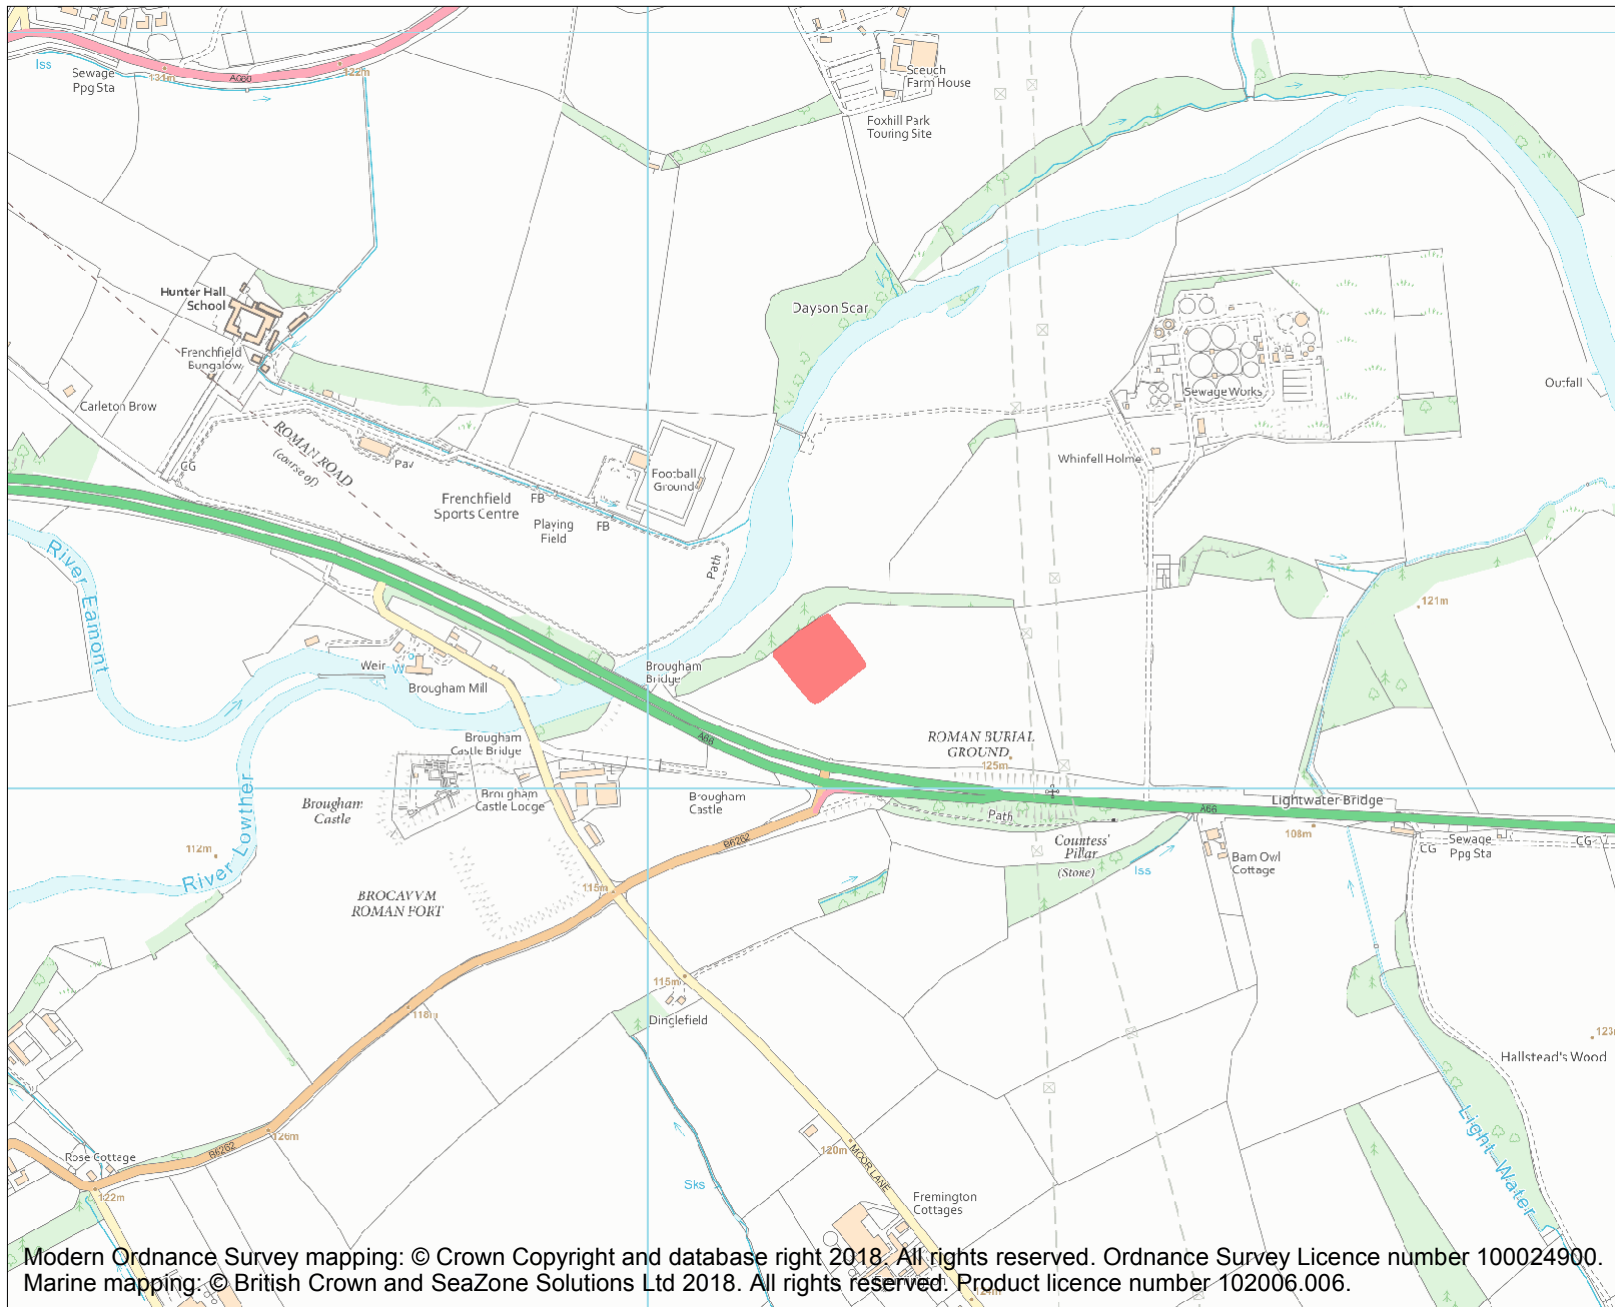 Iss
Sewage
Ppg Sta
131m
A686
122m
Sceuch
Farm House
Foxhill Park
Touring Site
Hunter Hall
School
Frenchfield
Bungalow
Carleton Brow
Dayson Scar
Sewage Works
Outfall
ROMAN ROAD
(course of)
CG
Pav
Football
Ground
Frenchfield
Sports Centre
FB
Playing
Field
FB
Whinfell Holme
Path
River Eamont
121m
Weir
W
Brougham Mill
Brougham
Bridge
Brougham
Castle Bridge
A66
ROMAN BURIAL
GROUND
125m
Brougham
Castle
Brougham
Castle Lodge
Brougham
Castle
Path
Countess'
Pillar
(Stone)
A66
Lightwater Bridge
108m
CG
Sewage
Ppg Sta
CG
Barn Owl
Cottage
Iss
River Lowther
112m
B6262
115m
BROCAVVM
ROMAN FORT
115m
Dinglefield
118m
Hallstead's Wood
Light Water
126m
B6262
Rose Cottage
122m
120m
MOOR LANE
Sks
Fremington
Cottages
124m
Modern Ordnance Survey mapping: © Crown Copyright and database right 2018. All rights reserved. Ordnance Survey Licence number 100024900.
Marine mapping: © British Crown and SeaZone Solutions Ltd 2018. All rights reserved. Product licence number 102006.006.